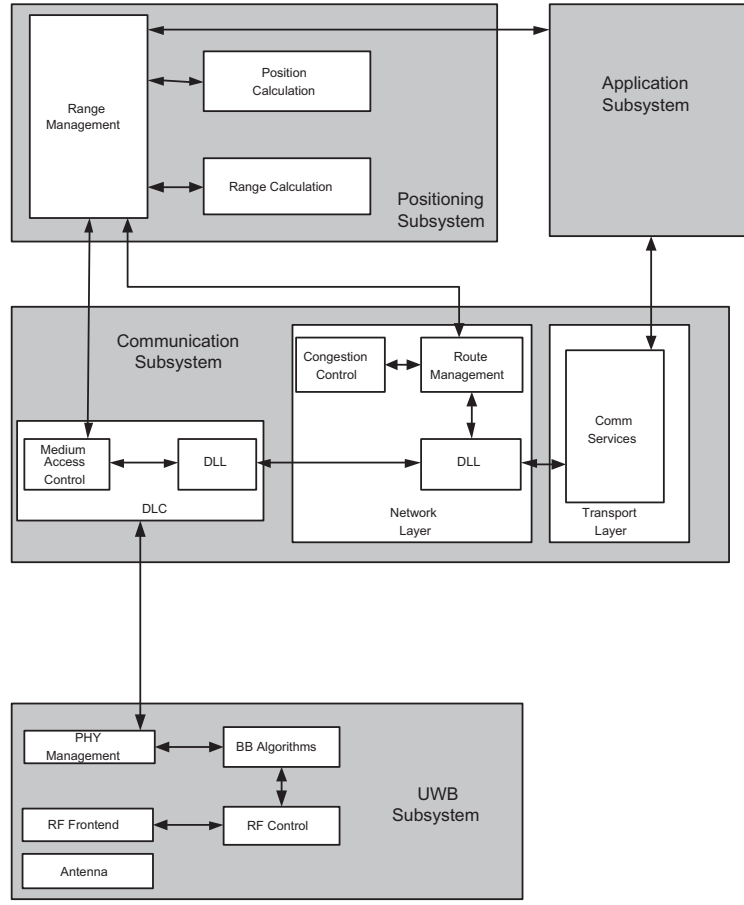 Range
Management
Position
Calculation
Range Calculation
Positioning
Subsystem
Application
Subsystem
Communication
Subsystem
Congestion
Control
Route
Management
Comm
Services
Medium
Access
Control
DLL
DLL
DLC
Network
Layer
Transport
Layer
PHY
Management
BB Algorithms
UWB
Subsystem
RF Frontend
RF Control
Antenna